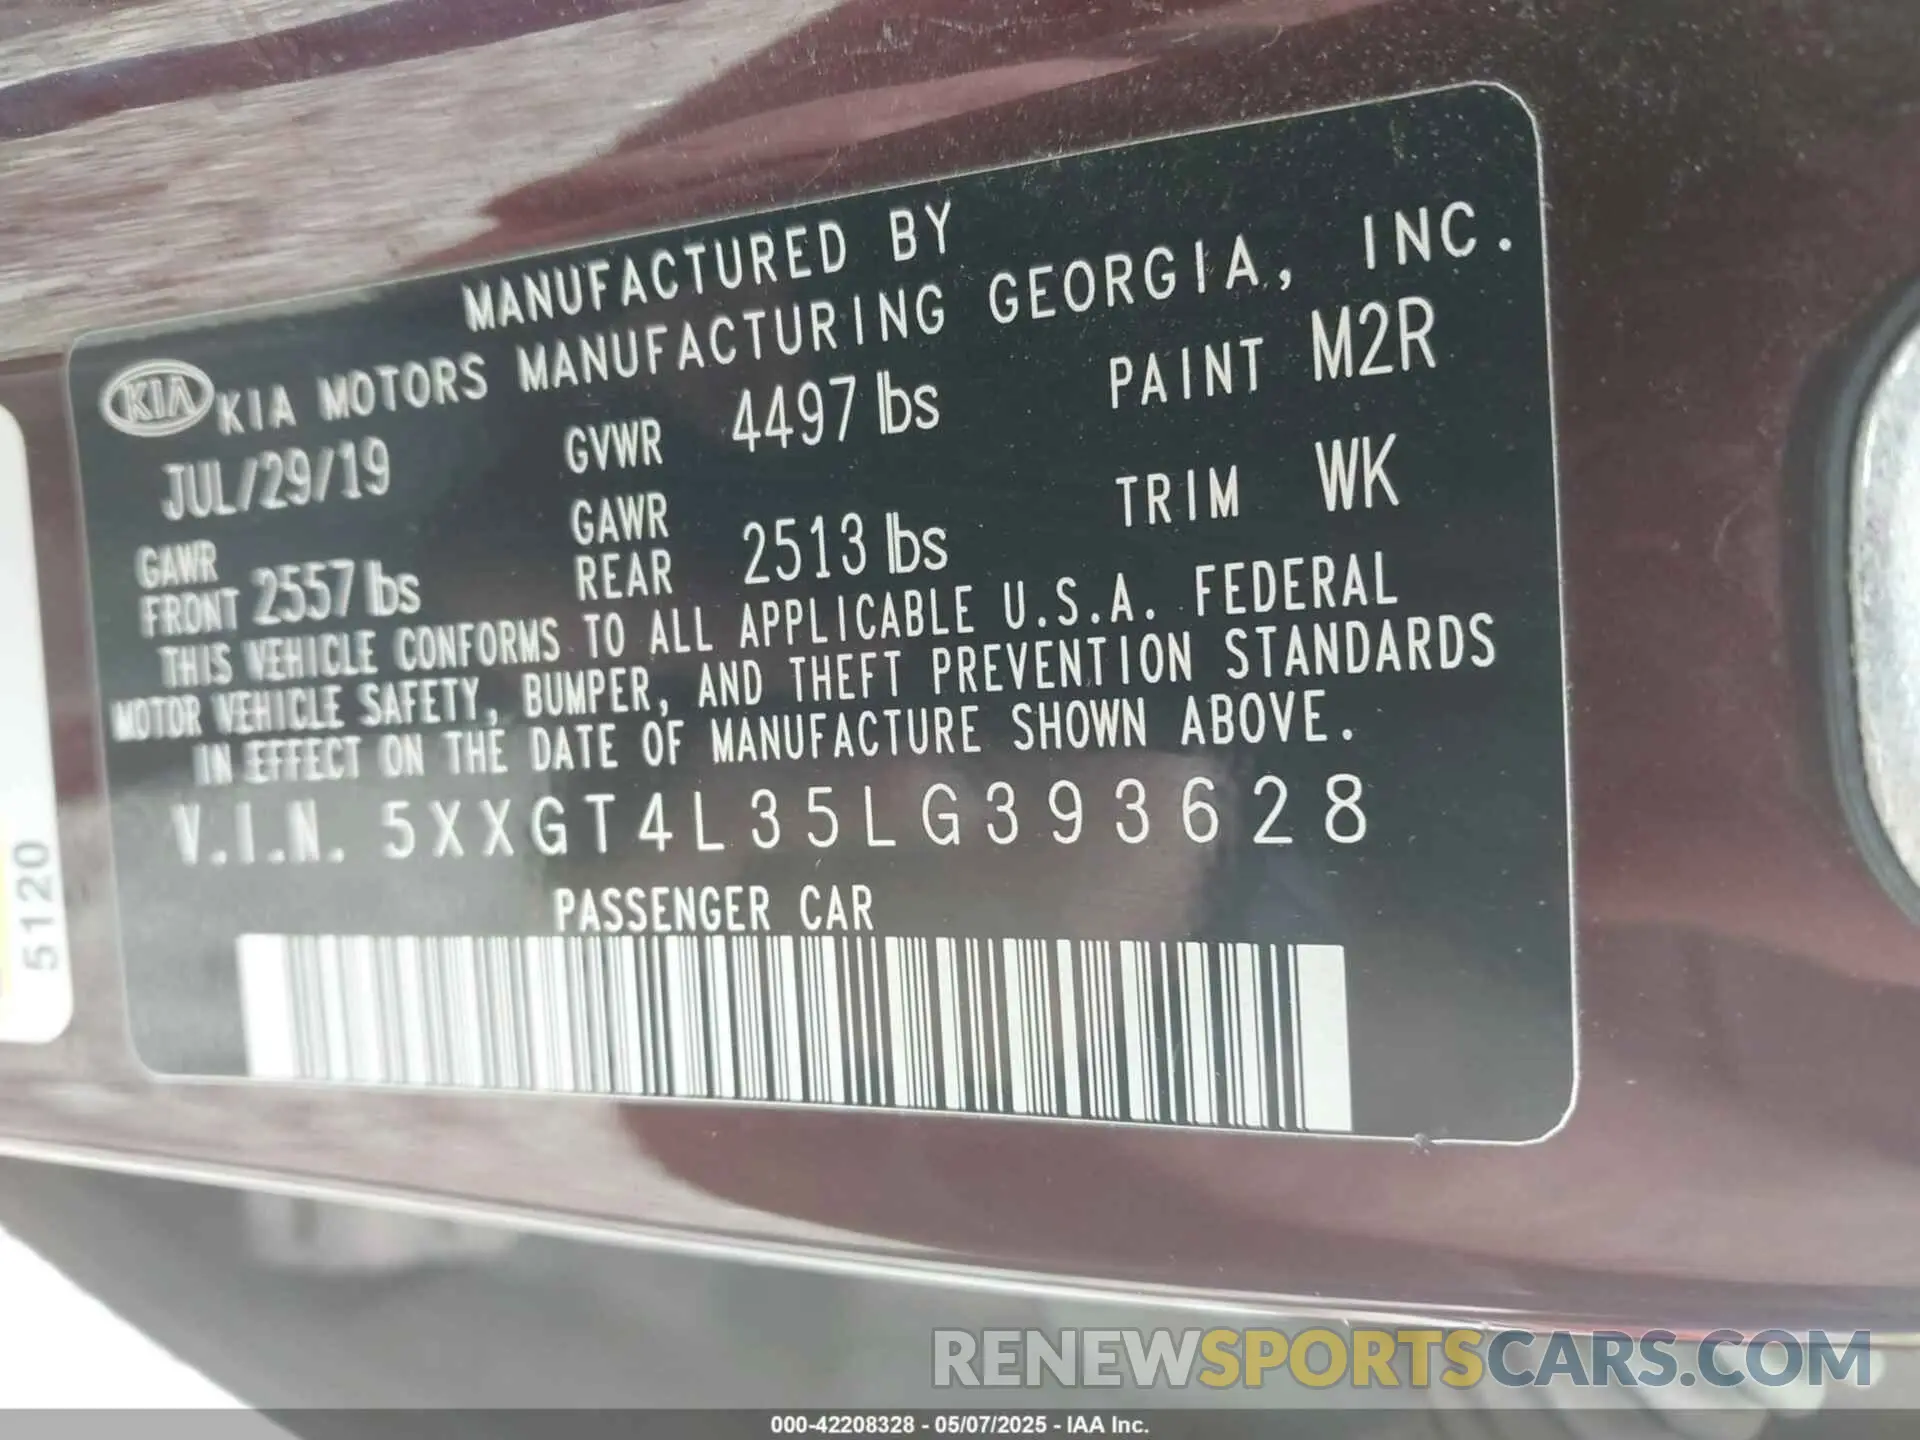 MANUFACTURED BY
KIA KIA MOTORS MANUFACTURING GEORGIA, INC.
JUL/29/19 GVWR 4497 lbs PAINT M2R
GAWR FRONT 2557 lbs GAWR REAR 2513 lbs TRIM WK
THIS VEHICLE CONFORMS TO ALL APPLICABLE U.S.A. FEDERAL
MOTOR VEHICLE SAFETY, BUMPER, AND THEFT PREVENTION STANDARDS
IN EFFECT ON THE DATE OF MANUFACTURE SHOWN ABOVE.
V.I.N. 5XXGT4L35LG393628
PASSENGER CAR
5120
RENEWSPORTSCARS.COM
000-42208328 - 05/07/2025 - IAA Inc.